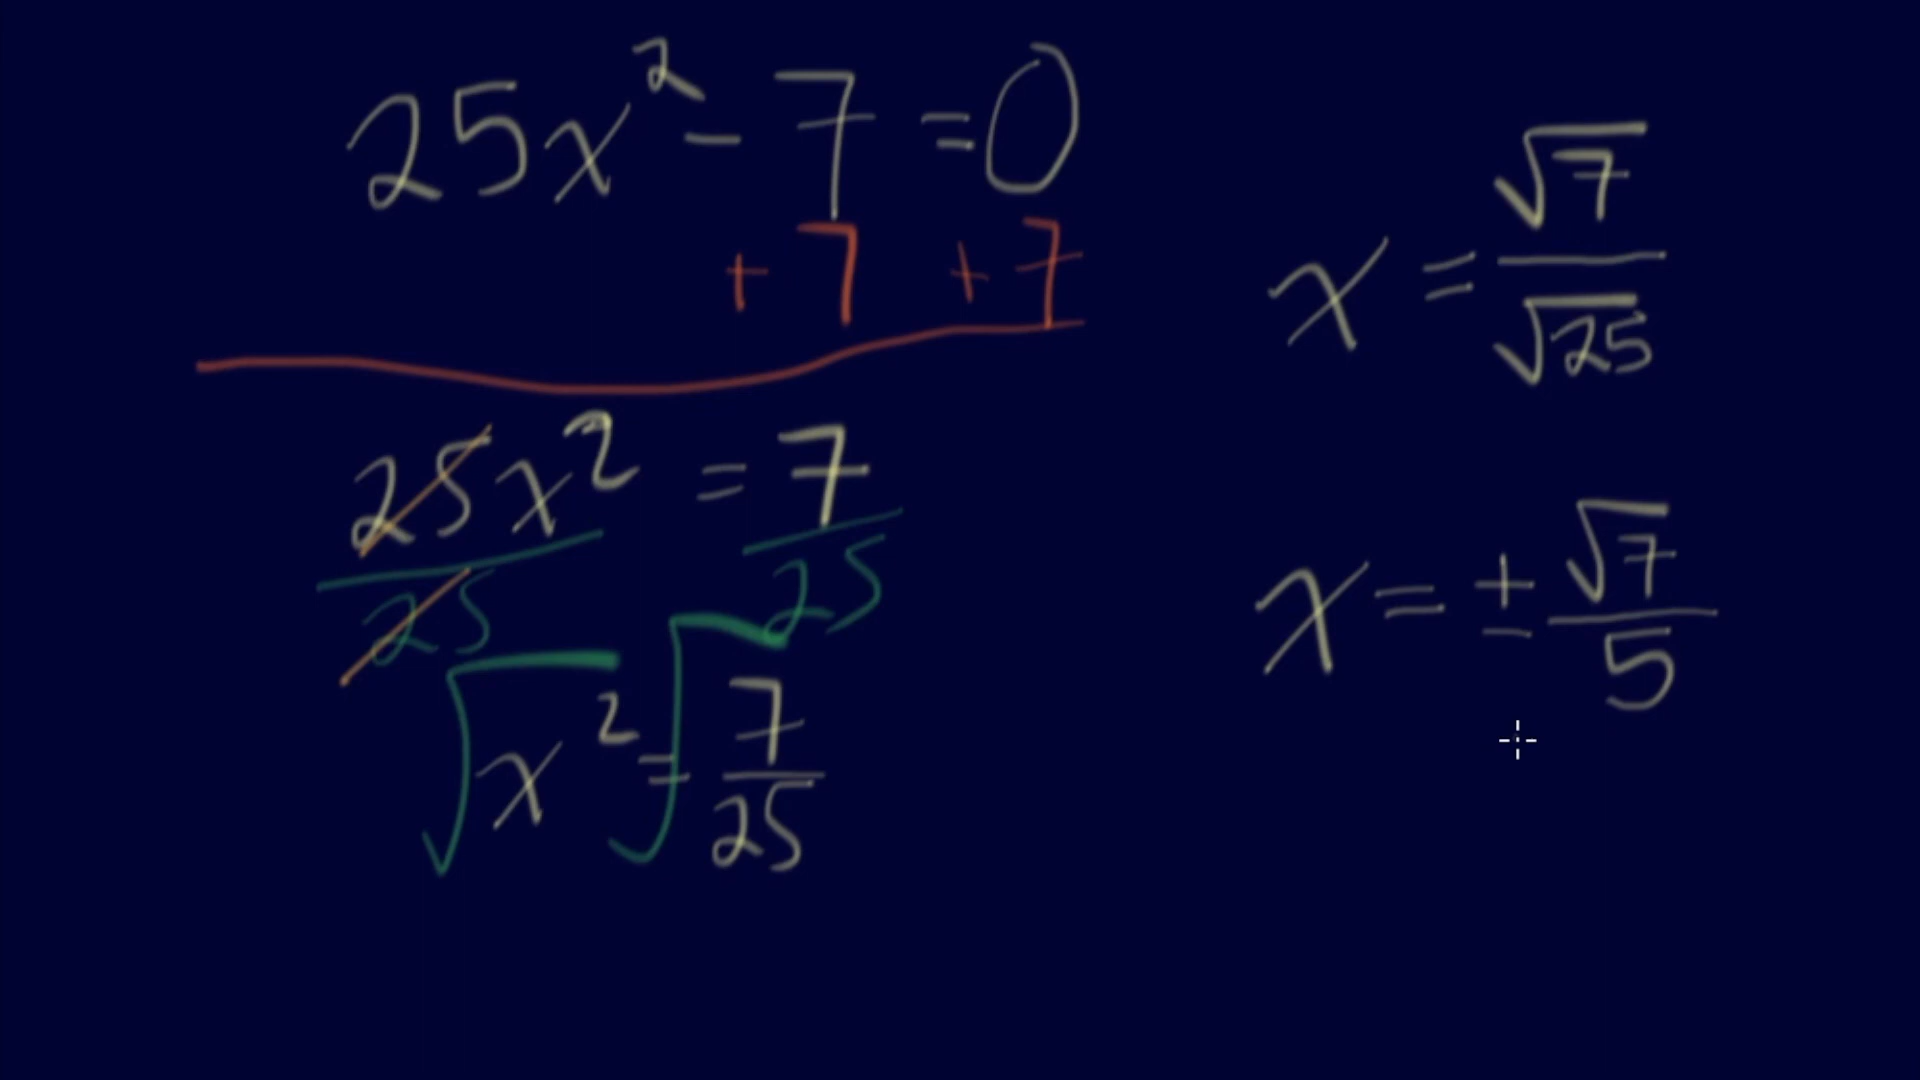 25x² - 7 = 0
+ 7 + 7
25x² = 7
25 25
√x² = √7/25
x = √7/√25
x = ± √7/5